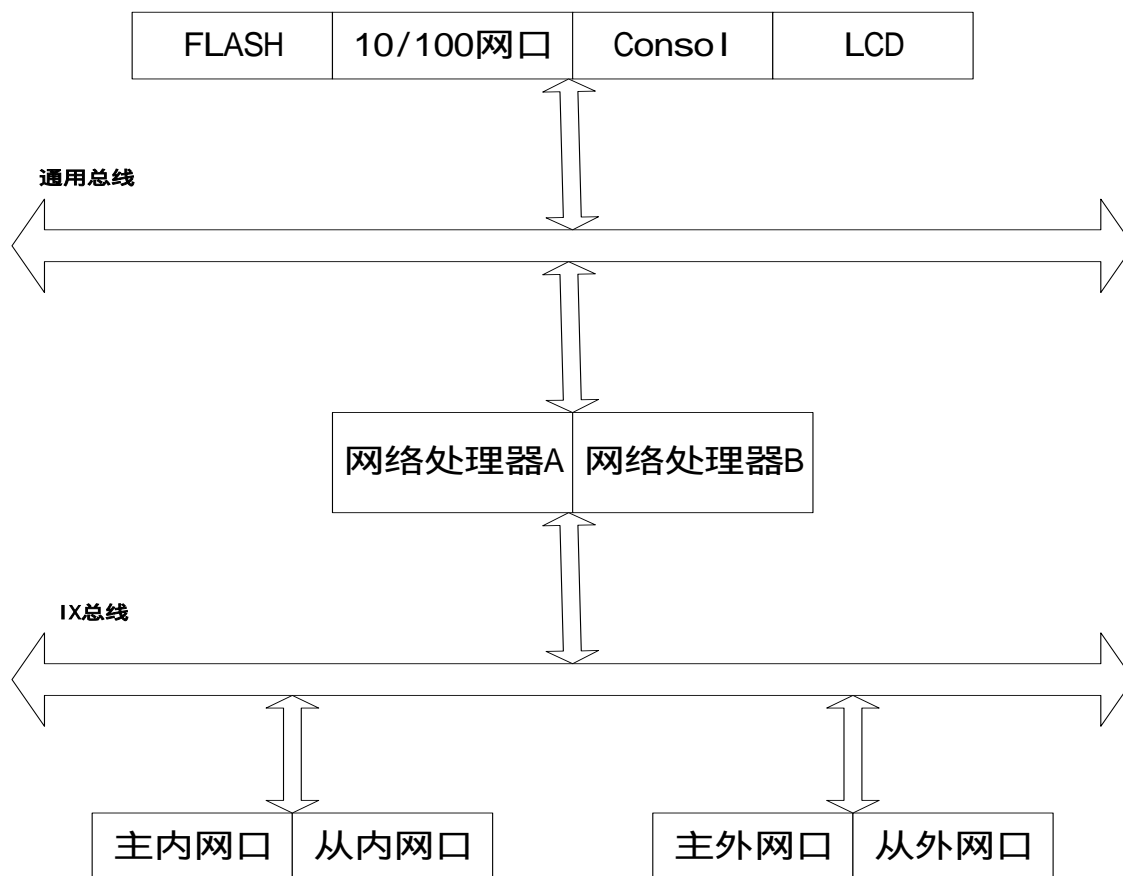 FLASH
10/100网口
Consol
LCD
通用总线
网络处理器A
网络处理器B
IX总线
主内网口
从内网口
主外网口
从外网口